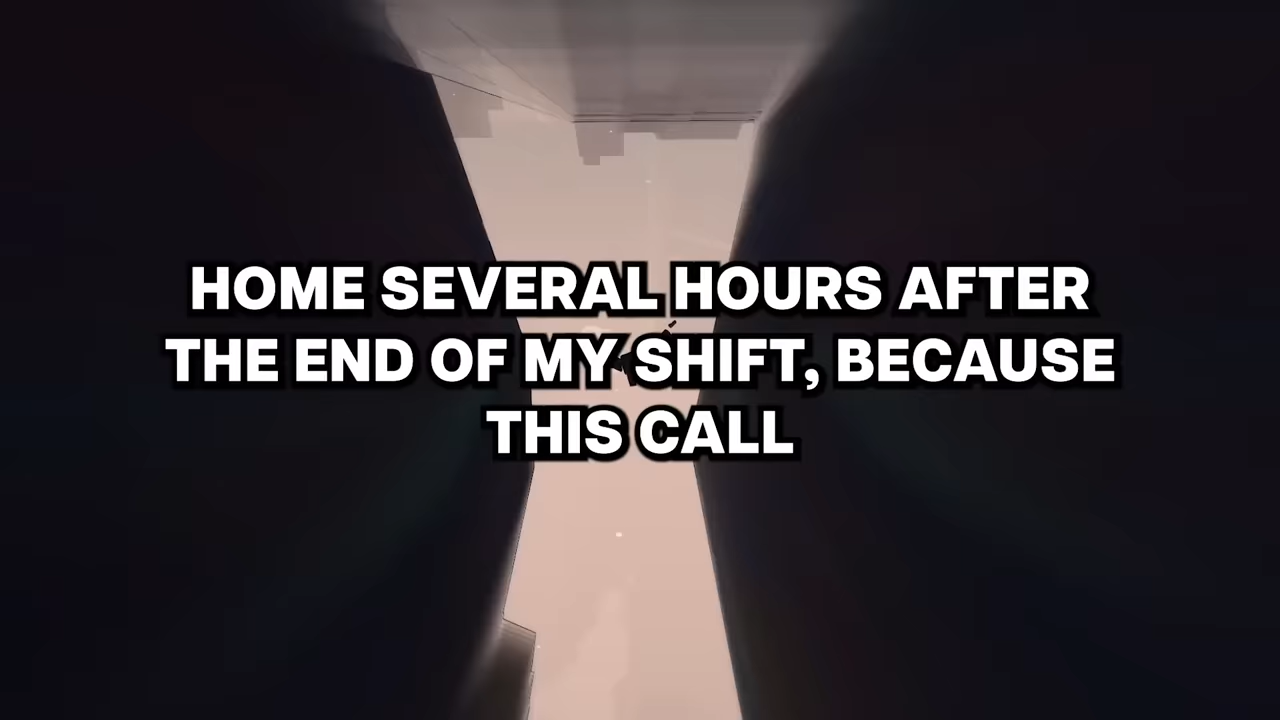 HOME SEVERAL HOURS AFTER
THE END OF MY SHIFT, BECAUSE
THIS CALL